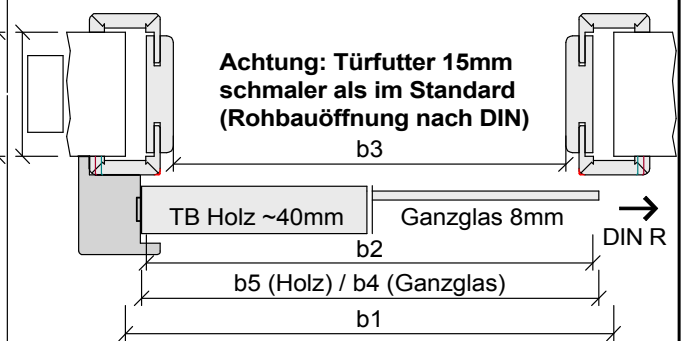 Achtung: Türfutter 15mm
schmaler als im Standard
(Rohbauöffnung nach DIN)
b3
TB Holz ~40mm
Ganzglas 8mm
DIN R
b2
b5 (Holz) / b4 (Ganzglas)
b1